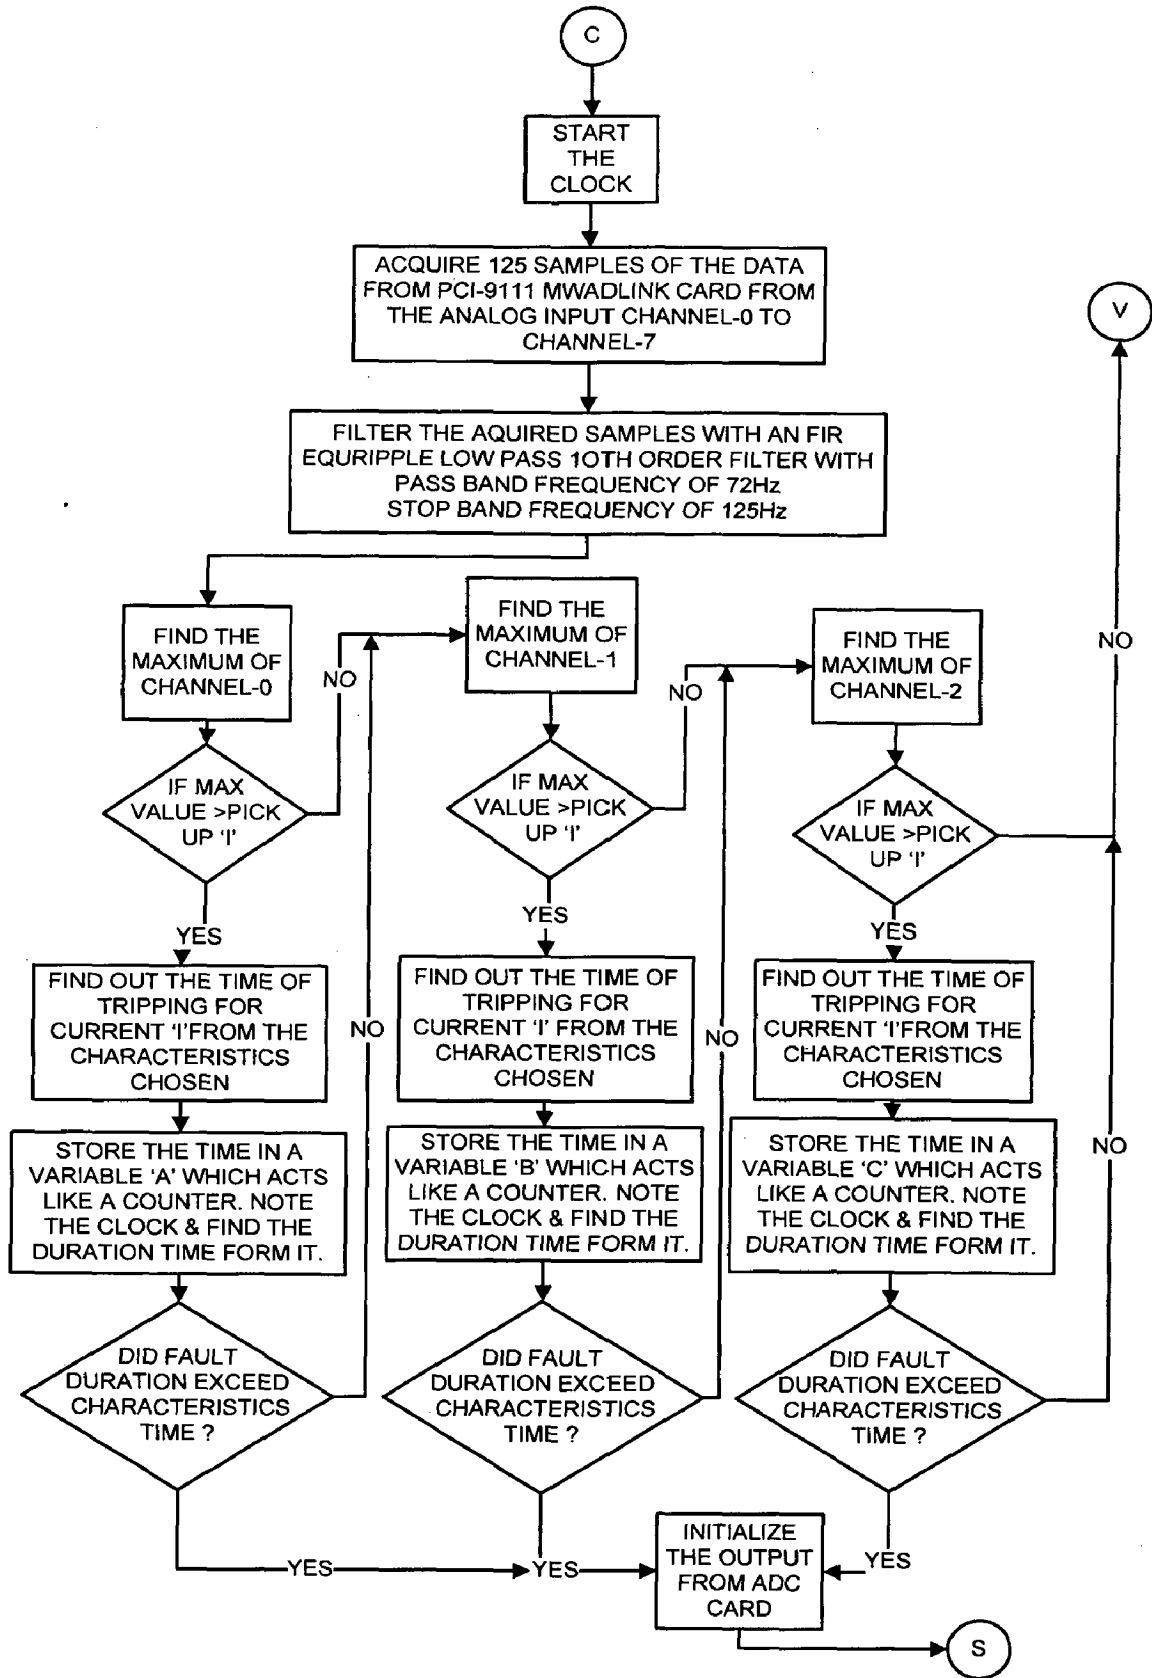 C
START
THE
CLOCK
ACQUIRE 125 SAMPLES OF THE DATA
FROM PCI-9111 MWADLINK CARD FROM
THE ANALOG INPUT CHANNEL-0 TO
CHANNEL-7
V
FILTER THE AQUIRED SAMPLES WITH AN FIR
EQURIPPLE LOW PASS 1OTH ORDER FILTER WITH
PASS BAND FREQUENCY OF 72Hz
STOP BAND FREQUENCY OF 125Hz
FIND THE
MAXIMUM OF
CHANNEL-0
NO
FIND THE
MAXIMUM OF
CHANNEL-1
NO
FIND THE
MAXIMUM OF
CHANNEL-2
NO
IF MAX
VALUE >PICK
UP 'I'
IF MAX
VALUE >PICK
UP 'I'
IF MAX
VALUE >PICK
UP 'I'
YES
YES
YES
FIND OUT THE TIME OF
TRIPPING FOR
CURRENT 'I'FROM THE
CHARACTERISTICS
CHOSEN
NO
FIND OUT THE TIME OF
TRIPPING FOR
CURRENT 'I' FROM THE
CHARACTERISTICS
CHOSEN
NO
FIND OUT THE TIME OF
TRIPPING FOR
CURRENT 'I'FROM THE
CHARACTERISTICS
CHOSEN
NO
STORE THE TIME IN A
VARIABLE 'A' WHICH ACTS
LIKE A COUNTER. NOTE
THE CLOCK & FIND THE
DURATION TIME FORM IT.
STORE THE TIME IN A
VARIABLE 'B' WHICH ACTS
LIKE A COUNTER. NOTE
THE CLOCK & FIND THE
DURATION TIME FORM IT.
STORE THE TIME IN A
VARIABLE 'C' WHICH ACTS
LIKE A COUNTER. NOTE
THE CLOCK & FIND THE
DURATION TIME FORM IT.
DID FAULT
DURATION EXCEED
CHARACTERISTICS
TIME ?
DID FAULT
DURATION EXCEED
CHARACTERISTICS
TIME ?
DID FAULT
DURATION EXCEED
CHARACTERISTICS
TIME ?
YES
YES
INITIALIZE
THE OUTPUT
FROM ADC
CARD
YES
S